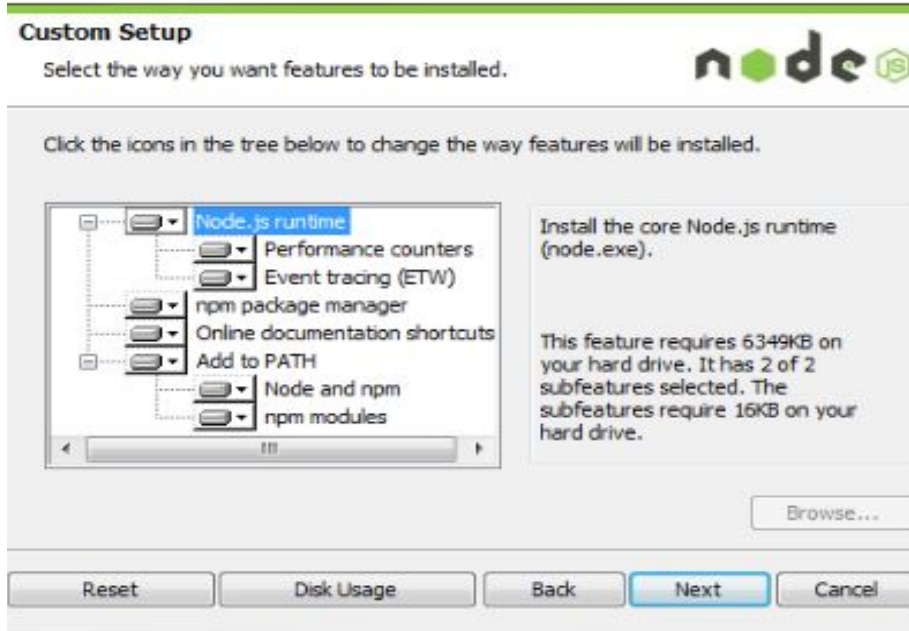 Custom Setup
Select the way you want features to be installed.
node
JS
Click the icons in the tree below to change the way features will be installed.
Node.js runtime
Performance counters
Event tracing (ETW)
npm package manager
Online documentation shortcuts
Add to PATH
Node and npm
npm modules
Install the core Node.js runtime
(node.exe).
This feature requires 6349KB on
your hard drive. It has 2 of 2
subfeatures selected. The
subfeatures require 16KB on your
hard drive.
Browse...
Reset
Disk Usage
Back
Next
Cancel